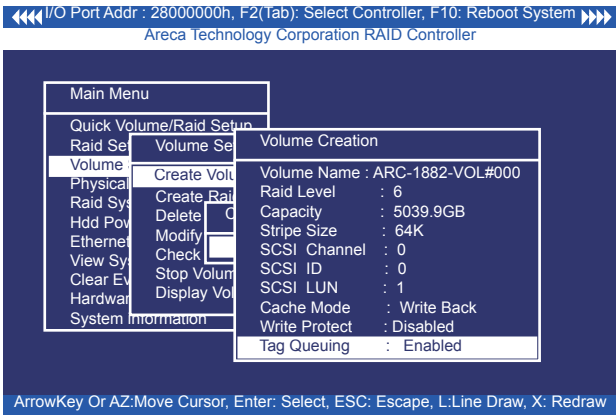 I/O Port Addr : 28000000h, F2(Tab): Select Controller, F10: Reboot System
Areca Technology Corporation RAID Controller
Main Menu
Quick Volume/Raid Setup
Raid Set
Volume
Physical
Raid Sys
Hdd Pow
Ethernet
View Sys
Clear Ev
Hardwar
System Information
Volume Se
Create Volu
Create Rai
Delete
Modify
Check
Stop Volum
Display Vol
C
Volume Creation
Volume Name : ARC-1882-VOL#000
Raid Level : 6
Capacity : 5039.9GB
Stripe Size : 64K
SCSI Channel : 0
SCSI ID : 0
SCSI LUN : 1
Cache Mode : Write Back
Write Protect : Disabled
Tag Queuing : Enabled
ArrowKey Or AZ:Move Cursor, Enter: Select, ESC: Escape, L:Line Draw, X: Redraw